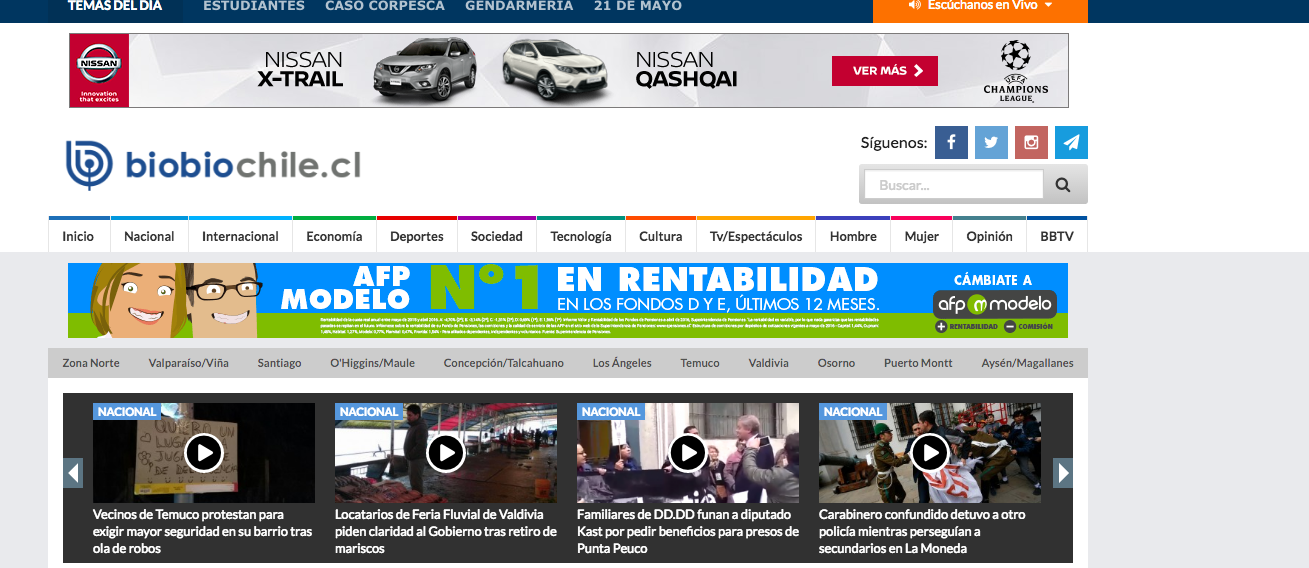 TEMAS DEL DÍA
ESTUDIANTES
CASO CORPESCA
GENDARMERÍA
21 DE MAYO
Escúchanos en Vivo
NISSAN
Innovation
that excites
NISSAN
X-TRAIL
NISSAN
QASHQAI
VER MÁS
UEFA
CHAMPIONS
LEAGUE
biobiochile.cl
Síguenos:
Buscar...
Inicio
Nacional
Internacional
Economía
Deportes
Sociedad
Tecnología
Cultura
Tv/Espectáculos
Hombre
Mujer
Opinión
BBTV
AFP
MODELO
Nº1
EN RENTABILIDAD
EN LOS FONDOS D Y E, ÚLTIMOS 12 MESES.
CÁMBIATE A
afp modelo
+ RENTABILIDAD – COMISIÓN
Zona Norte
Valparaíso/Viña
Santiago
O'Higgins/Maule
Concepción/Talcahuano
Los Ángeles
Temuco
Valdivia
Osorno
Puerto Montt
Aysén/Magallanes
NACIONAL
Vecinos de Temuco protestan para
exigir mayor seguridad en su barrio tras
ola de robos
NACIONAL
Locatarios de Feria Fluvial de Valdivia
piden claridad al Gobierno tras retiro de
mariscos
NACIONAL
Familiares de DD.DD funan a diputado
Kast por pedir beneficios para presos de
Punta Peuco
NACIONAL
Carabinero confundido detuvo a otro
policía mientras perseguían a
secundarios en La Moneda